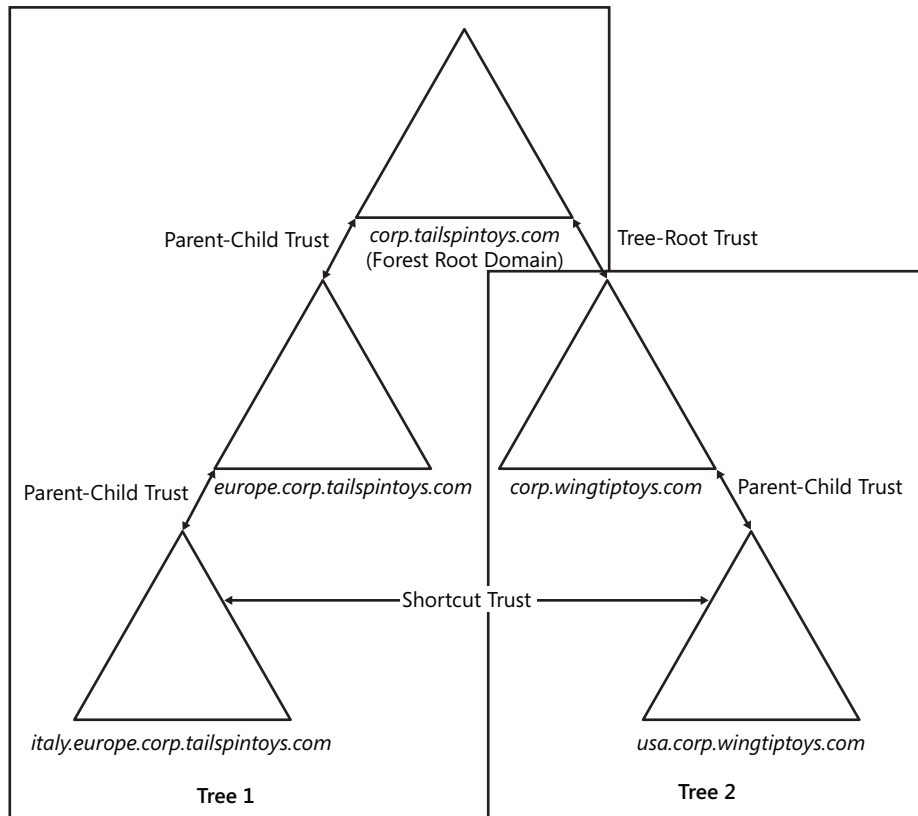 Parent-Child Trust
corp.tailspintoys.com
(Forest Root Domain)
Tree-Root Trust
Parent-Child Trust
europe.corp.tailspintoys.com
corp.wingtiptoys.com
Parent-Child Trust
Shortcut Trust
italy.europe.corp.tailspintoys.com
usa.corp.wingtiptoys.com
Tree 1
Tree 2